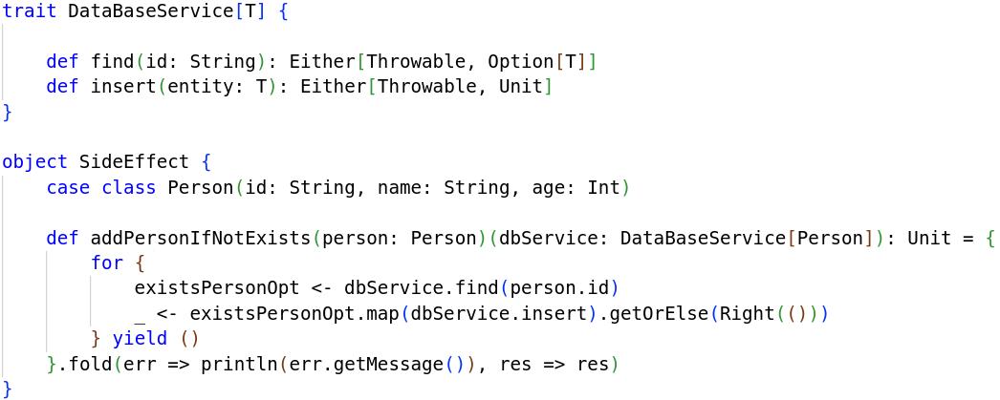 trait DataBaseService[T] {
def find(id: String): Either[Throwable, Option[T]]
def insert(entity: T): Either[Throwable, Unit]
}
object SideEffect {
case class Person(id: String, name: String, age: Int)
def addPersonIfNotExists(person: Person)(dbService: DataBaseService[Person]): Unit = {
for {
existsPersonOpt <- dbService.find(person.id)
_ <- existsPersonOpt.map(dbService.insert).getOrElse(Right(()))
} yield ()
}.fold(err => println(err.getMessage()), res => res)
}